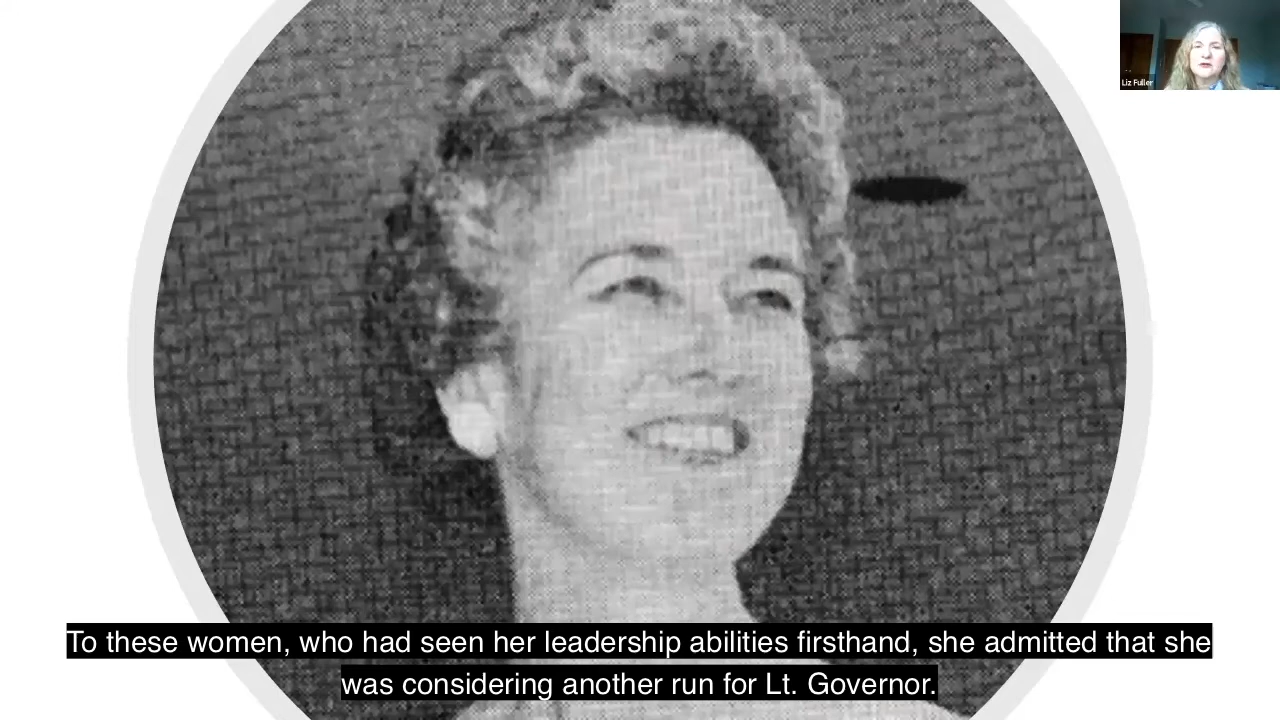 Liz Fuller
To these women, who had seen her leadership abilities firsthand, she admitted that she
was considering another run for Lt. Governor.